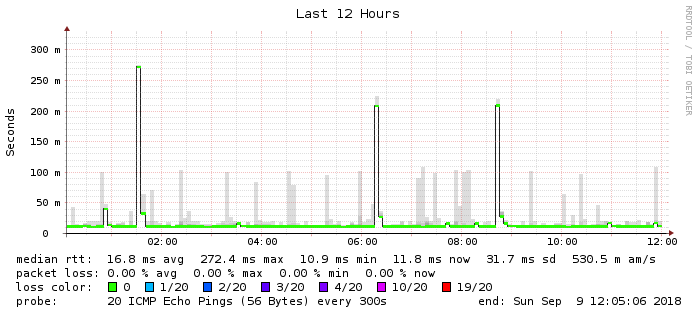 Last 12 Hours
RRDTOOL / TOBI OETIKER
Seconds
300 m
250 m
200 m
150 m
100 m
50 m
0
02:00 04:00 06:00 08:00 10:00 12:00
median rtt: 16.8 ms avg 272.4 ms max 10.9 ms min 11.8 ms now 31.7 ms sd 530.5 m am/s
packet loss: 0.00 % avg 0.00 % max 0.00 % min 0.00 % now
loss color: 0 1/20 2/20 3/20 4/20 10/20 19/20
probe: 20 ICMP Echo Pings (56 Bytes) every 300s end: Sun Sep 9 12:05:06 2018